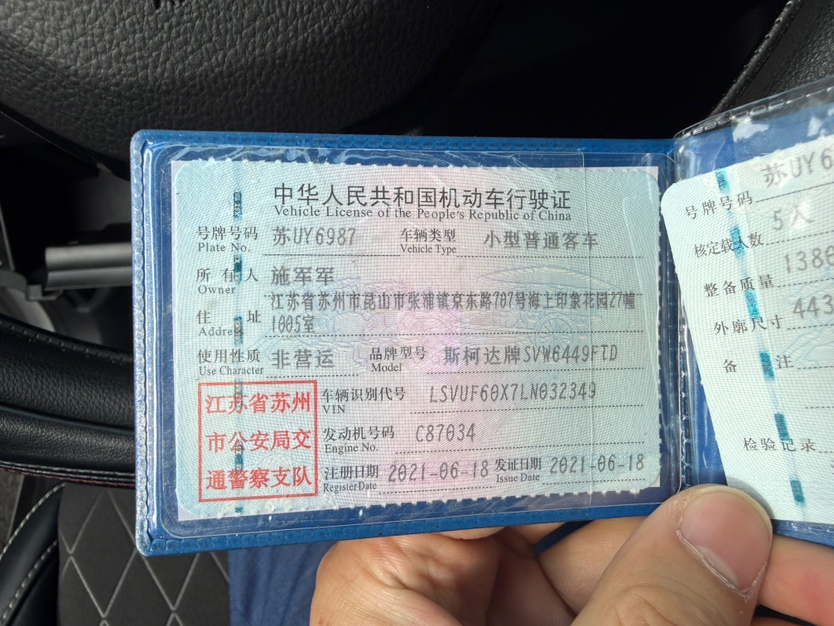 中华人民共和国机动车行驶证
Vehicle License of the People's Republic of China
号牌号码 苏UY6987 车辆类型 小型普通客车
Plate No. Vehicle Type
所有人 施军军
Owner
住址 江苏省苏州市昆山市张浦镇京东路707号海上印象花园27幢
Address 1005室
使用性质 非营运 品牌型号 斯柯达牌SVW6449FTD
Use Character Model
江苏省苏州
市公安局交
通警察支队
车辆识别代号 LSVUF60X7LN032349
VIN
发动机号码 C87034
Engine No.
注册日期 2021-06-18 发证日期 2021-06-18
Register Date Issue Date
号牌号码 苏UY6
核定载人数 5人
整备质量 1386
外廓尺寸 443
备注
检验记录